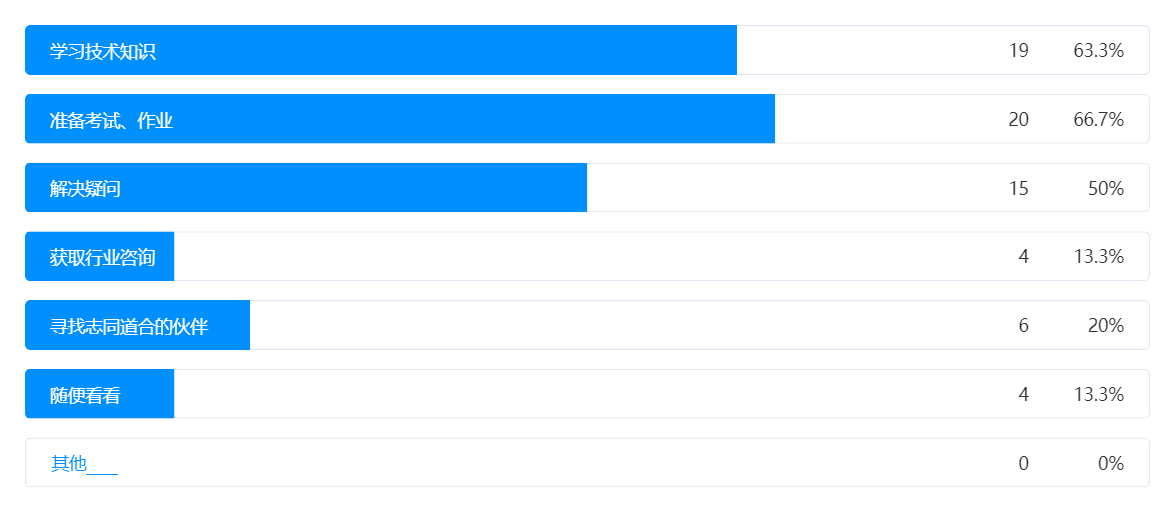 学习技术知识 19 63.3%
准备考试、作业 20 66.7%
解决疑问 15 50%
获取行业咨询 4 13.3%
寻找志同道合的伙伴 6 20%
随便看看 4 13.3%
其他___ 0 0%